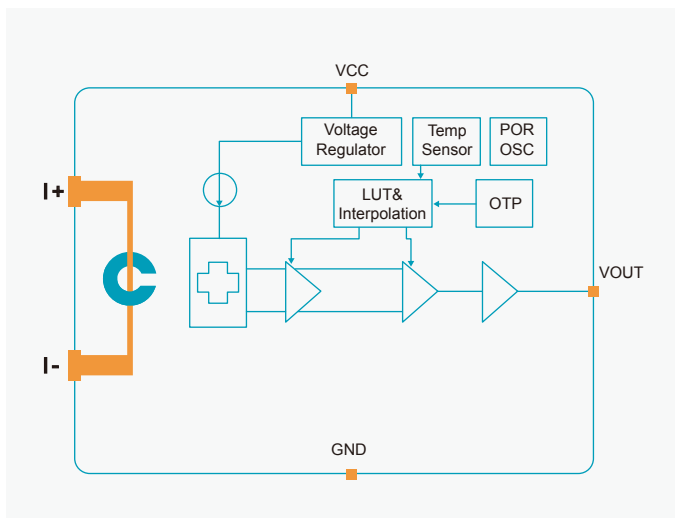 VCC
Voltage
Regulator
Temp
Sensor
POR
OSC
I+
LUT&
Interpolation
OTP
VOUT
I-
GND